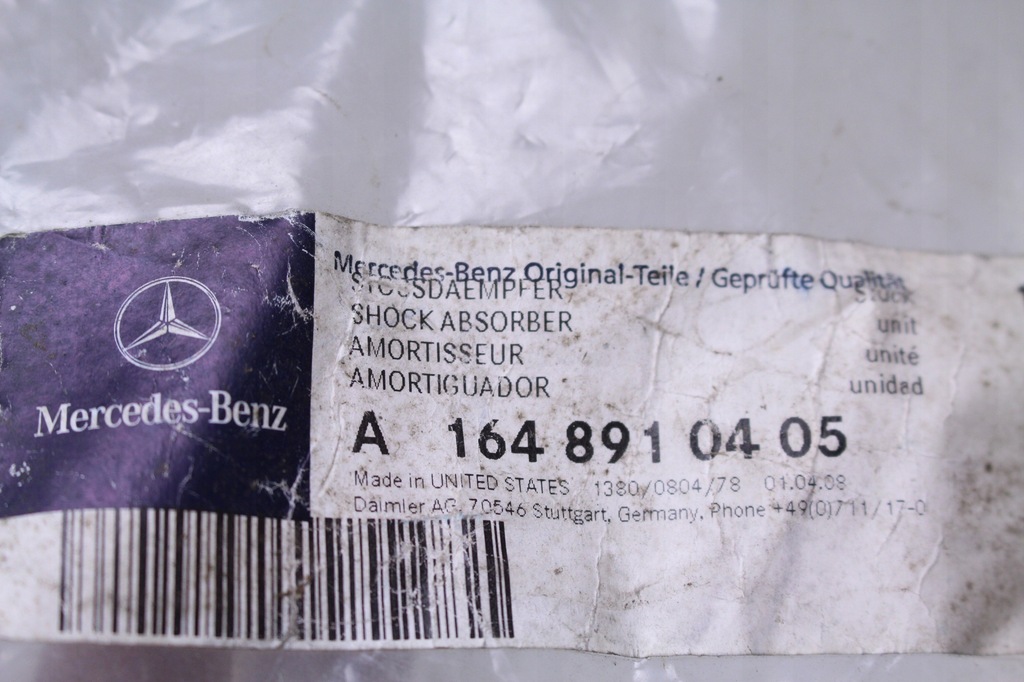 Mercedes-Benz
Mercedes-Benz Original-Teile / Geprüfte Qualität
STOSSDAEMPFER Stück
SHOCK ABSORBER unit
AMORTISSEUR unité
AMORTIGUADOR unidad
A 164 891 04 05
Made in UNITED STATES 1380/0804/78 01.04.08
Daimler AG, 70546 Stuttgart, Germany, Phone +49(0)711/17-0